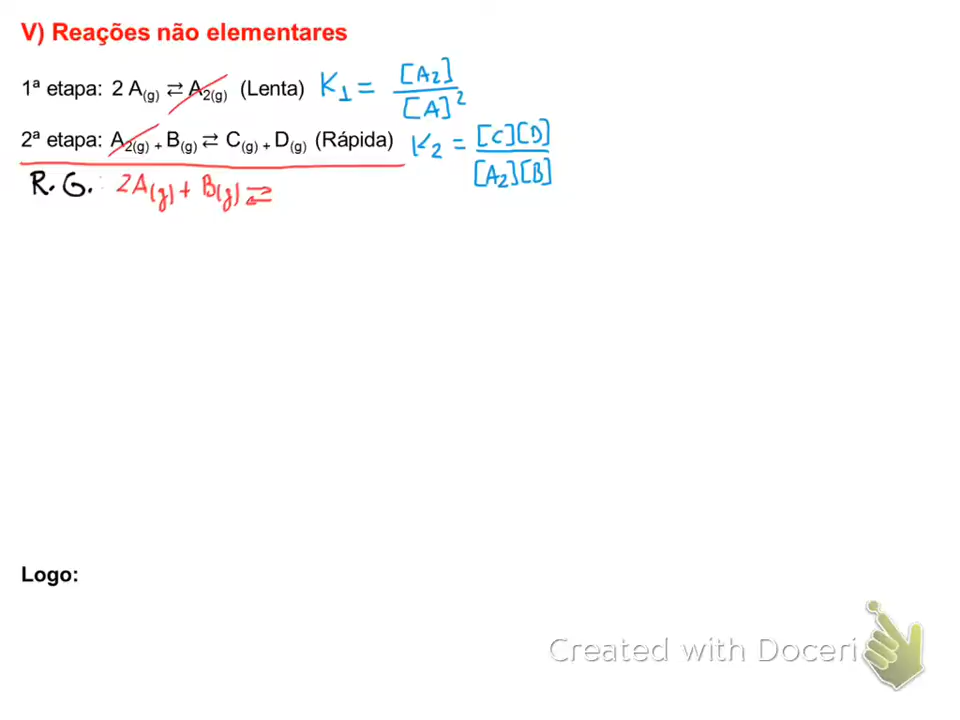 V) Reações não elementares
1ª etapa: 2 A(g) ⇄ A2(g) (Lenta) K1 = [A2] / [A]²
2ª etapa: A2(g) + B(g) ⇄ C(g) + D(g) (Rápida) K2 = [C][D] / [A2][B]
R.G.: 2A(g) + B(g) ⇄
Logo:
Created with Doceri